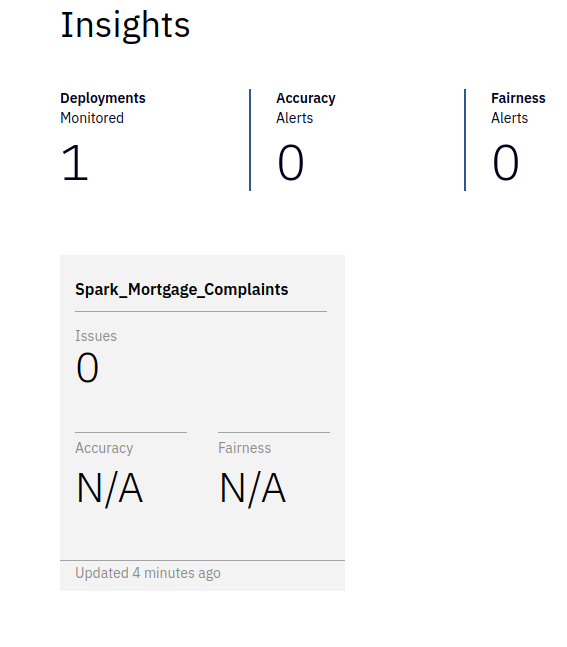 Insights
Deployments
Monitored
1
Accuracy
Alerts
0
Fairness
Alerts
0
Spark_Mortgage_Complaints
Issues
0
Accuracy
N/A
Fairness
N/A
Updated 4 minutes ago